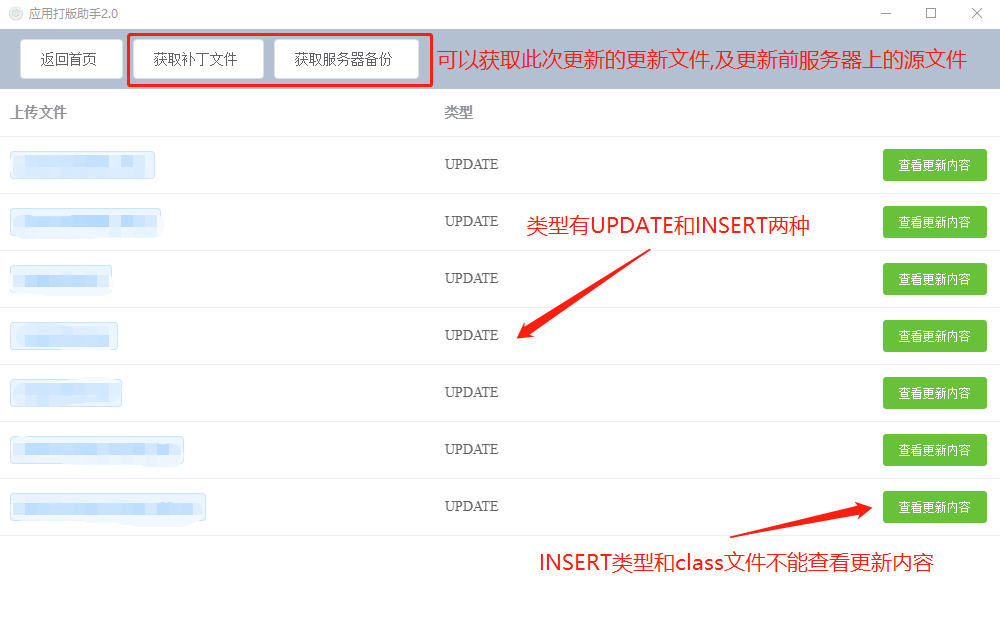 应用打版助手2.0
返回首页 获取补丁文件 获取服务器备份 可以获取此次更新的更新文件,及更新前服务器上的源文件
上传文件 类型
UPDATE 查看更新内容
UPDATE 查看更新内容
类型有UPDATE和INSERT两种
UPDATE 查看更新内容
UPDATE 查看更新内容
UPDATE 查看更新内容
UPDATE 查看更新内容
UPDATE 查看更新内容
INSERT类型和class文件不能查看更新内容